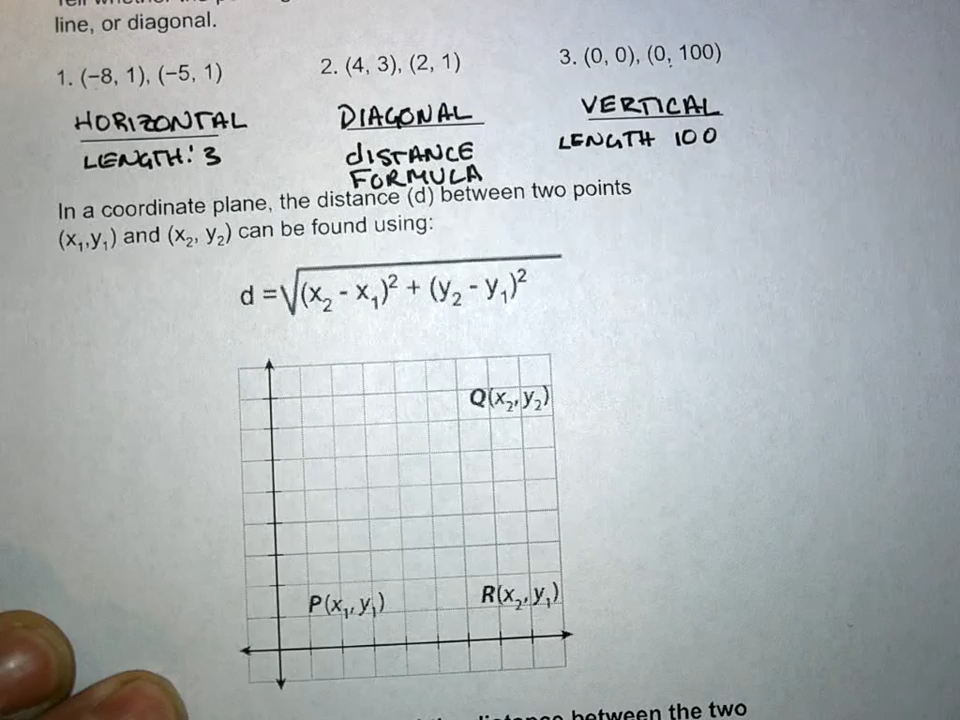 line, or diagonal.
1. (−8, 1), (−5, 1)
2. (4, 3), (2, 1)
3. (0, 0), (0, 100)
HORIZONTAL
LENGTH: 3
DIAGONAL
dISTANCE
FORMULA
VERTICAL
LENGTH 100
In a coordinate plane, the distance (d) between two points
(x₁,y₁) and (x₂, y₂) can be found using:
d = √(x₂ - x₁)² + (y₂ - y₁)²
Q(x₂, y₂)
P(x₁, y₁)
R(x₂, y₁)
distance between the two